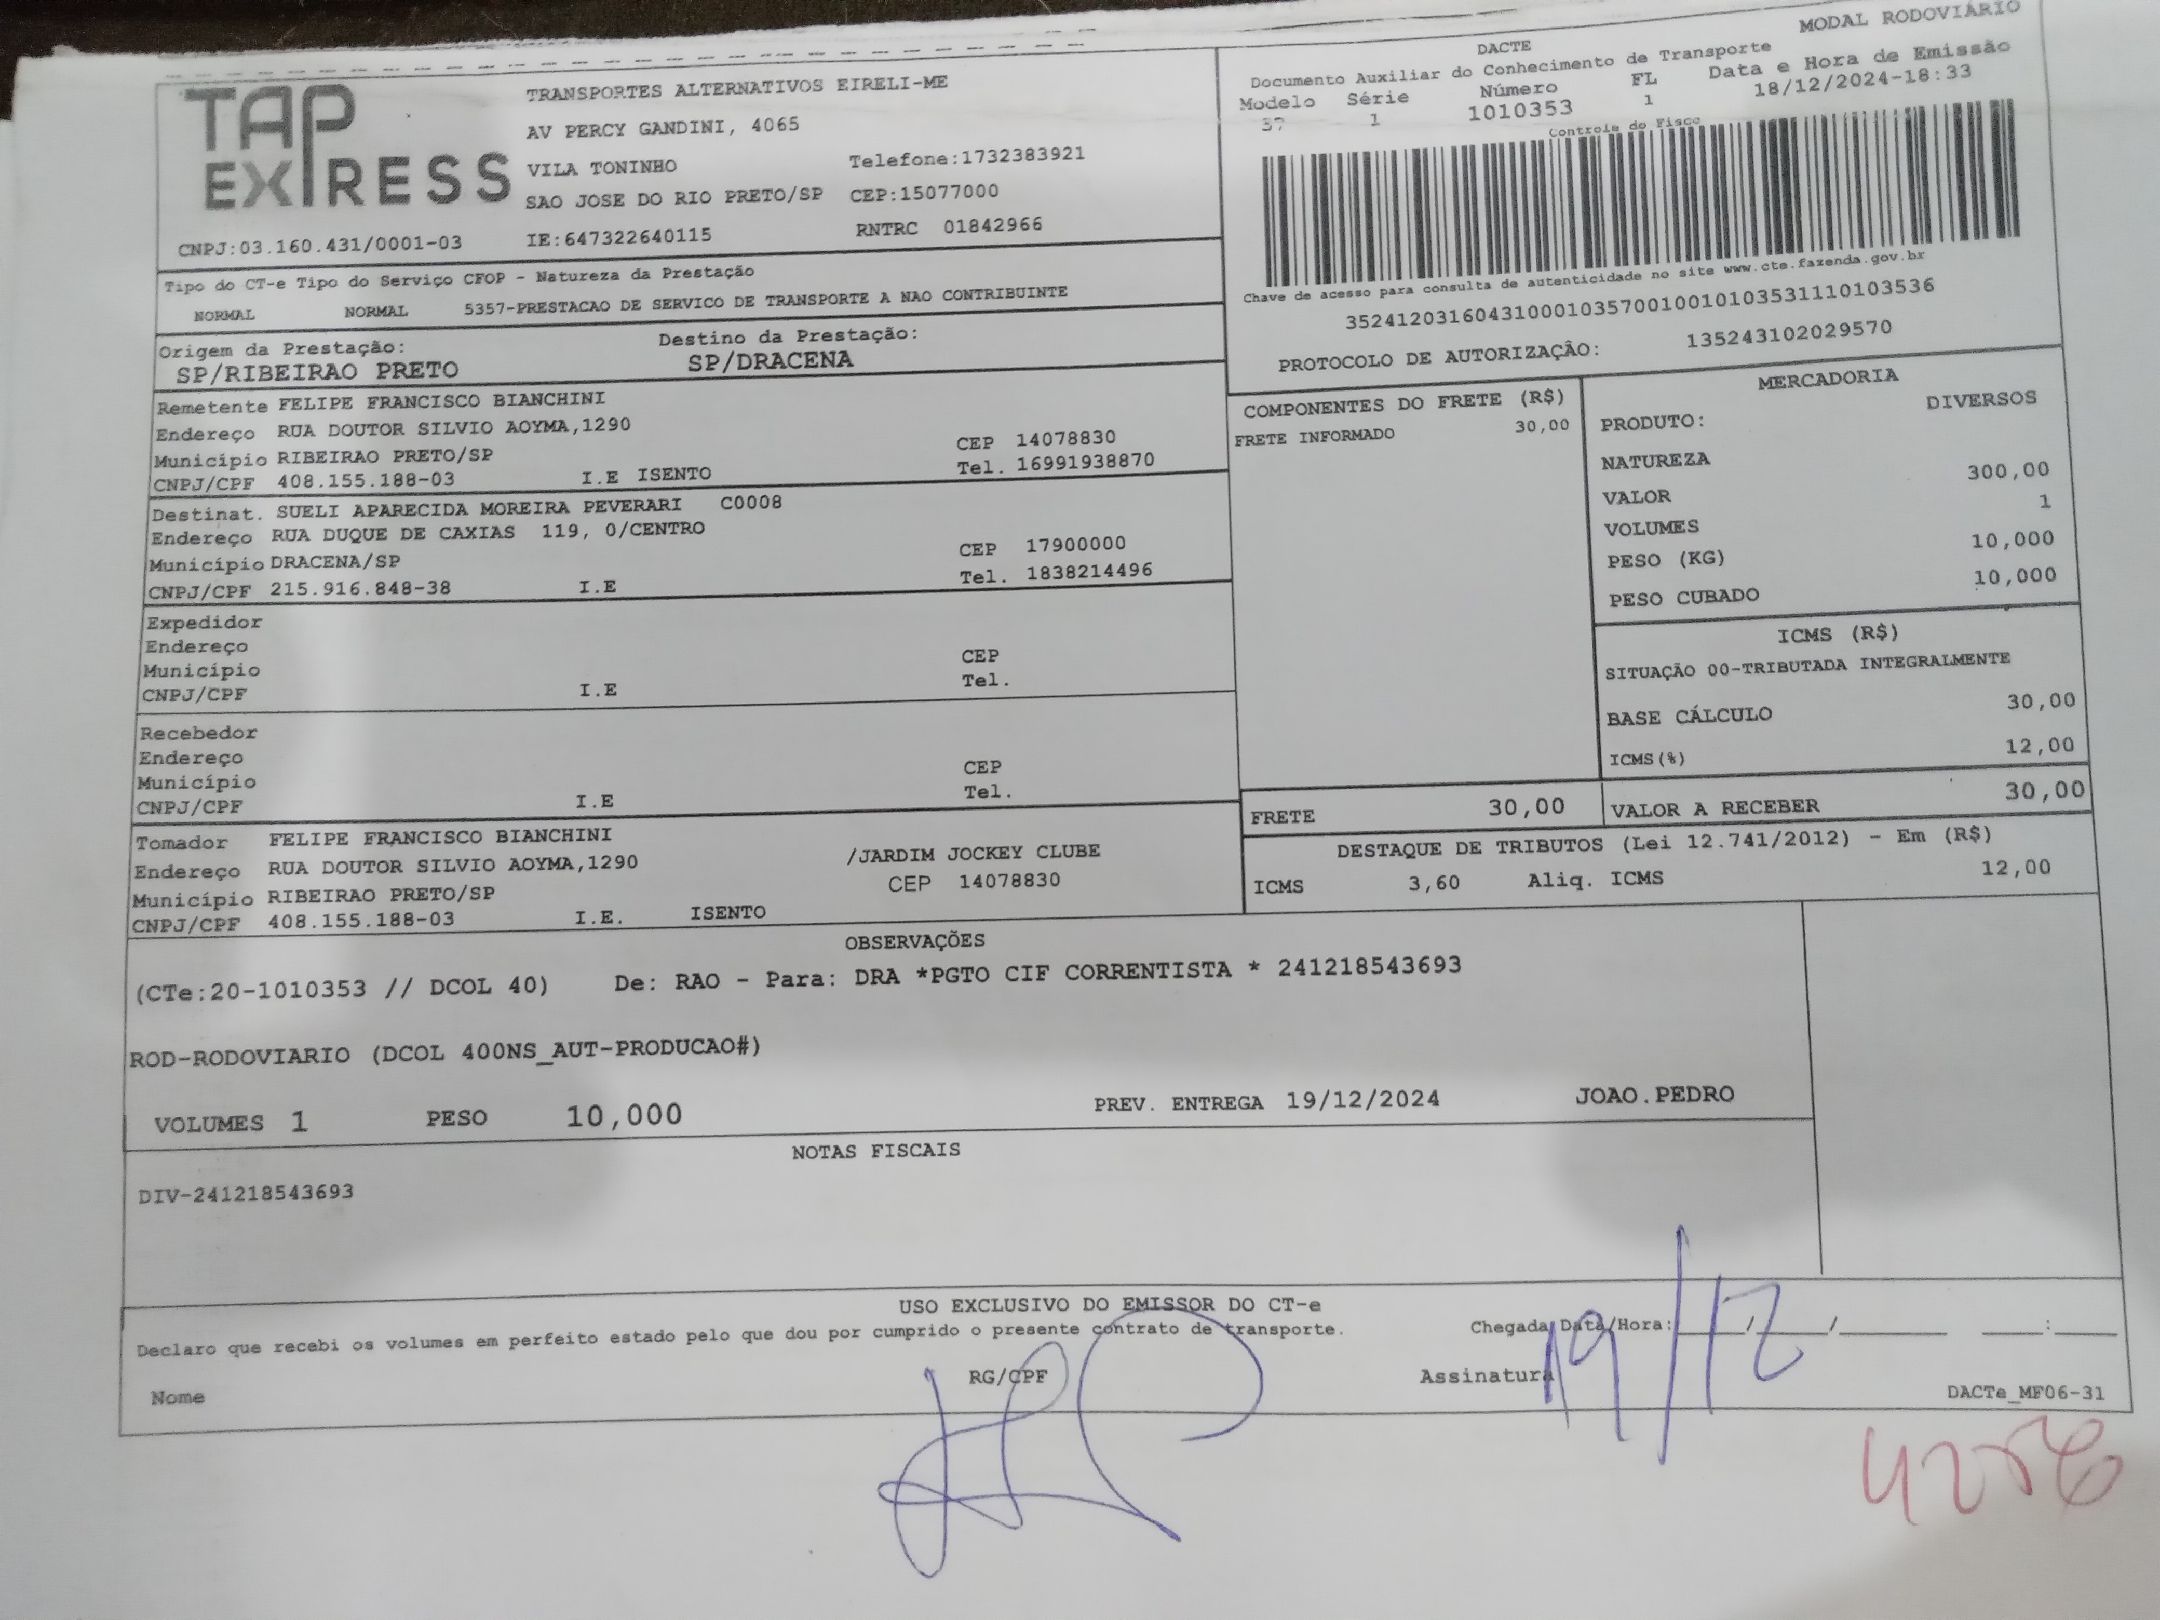 MODAL RODOVIÁRIO
TAP EXPRESS
TRANSPORTES ALTERNATIVOS EIRELI-ME
AV PERCY GANDINI, 4065
VILA TONINHO Telefone:1732383921
SAO JOSE DO RIO PRETO/SP CEP:15077000
CNPJ:03.160.431/0001-03 IE:647322640115 RNTRC 01842966
DACTE
Documento Auxiliar do Conhecimento de Transporte
Modelo Série Número FL Data e Hora de Emissão
57 1 1010353 1 18/12/2024-18:33
Controle do Fisco
Chave de acesso para consulta de autenticidade no site www.cte.fazenda.gov.br
35241203160431000103570010010103531110103536
PROTOCOLO DE AUTORIZAÇÃO: 135243102029570
Tipo do CT-e Tipo do Serviço CFOP - Natureza da Prestação
NORMAL NORMAL 5357-PRESTACAO DE SERVICO DE TRANSPORTE A NAO CONTRIBUINTE
Origem da Prestação: Destino da Prestação:
SP/RIBEIRAO PRETO SP/DRACENA
Remetente FELIPE FRANCISCO BIANCHINI
Endereço RUA DOUTOR SILVIO AOYMA,1290
Município RIBEIRAO PRETO/SP CEP 14078830
CNPJ/CPF 408.155.188-03 I.E ISENTO Tel. 16991938870
Destinat. SUELI APARECIDA MOREIRA PEVERARI C0008
Endereço RUA DUQUE DE CAXIAS 119, 0/CENTRO
Município DRACENA/SP CEP 17900000
CNPJ/CPF 215.916.848-38 I.E Tel. 1838214496
Expedidor
Endereço
Município CEP
CNPJ/CPF I.E Tel.
Recebedor
Endereço
Município CEP
CNPJ/CPF I.E Tel.
Tomador FELIPE FRANCISCO BIANCHINI
Endereço RUA DOUTOR SILVIO AOYMA,1290 /JARDIM JOCKEY CLUBE
Município RIBEIRAO PRETO/SP CEP 14078830
CNPJ/CPF 408.155.188-03 I.E. ISENTO
COMPONENTES DO FRETE (R$)
FRETE INFORMADO 30,00
MERCADORIA
PRODUTO: DIVERSOS
NATUREZA
VALOR 300,00
VOLUMES 1
PESO (KG) 10,000
PESO CUBADO 10,000
ICMS (R$)
SITUAÇÃO 00-TRIBUTADA INTEGRALMENTE
BASE CÁLCULO 30,00
ICMS(%) 12,00
FRETE 30,00 VALOR A RECEBER 30,00
DESTAQUE DE TRIBUTOS (Lei 12.741/2012) - Em (R$)
ICMS 3,60 Aliq. ICMS 12,00
OBSERVAÇÕES
(CTe:20-1010353 // DCOL 40) De: RAO - Para: DRA *PGTO CIF CORRENTISTA * 241218543693
ROD-RODOVIARIO (DCOL 400NS_AUT-PRODUCAO#)
VOLUMES 1 PESO 10,000 PREV. ENTREGA 19/12/2024 JOAO.PEDRO
NOTAS FISCAIS
DIV-241218543693
USO EXCLUSIVO DO EMISSOR DO CT-e
Declaro que recebi os volumes em perfeito estado pelo que dou por cumprido o presente contrato de transporte. Chegada Data/Hora:____/____/______ ____:____
Nome RG/CPF Assinatura 19/12
DACTe_MF06-31